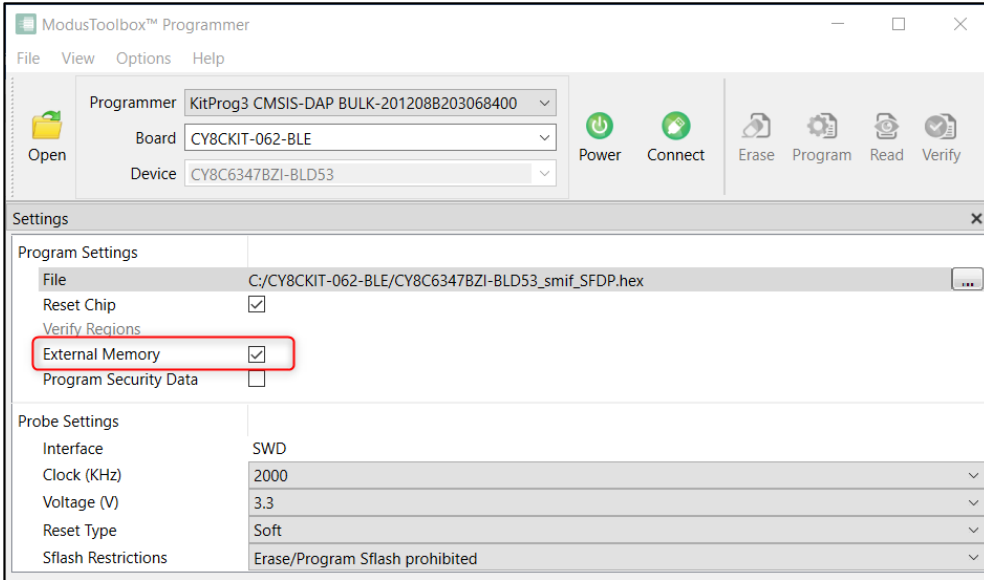 ModusToolbox™ Programmer
File View Options Help
Programmer KitProg3 CMSIS-DAP BULK-201208B203068400
Board CY8CKIT-062-BLE
Device CY8C6347BZI-BLD53
Open
Power Connect Erase Program Read Verify
Settings
Program Settings
File C:/CY8CKIT-062-BLE/CY8C6347BZI-BLD53_smif_SFDP.hex ...
Reset Chip
Verify Regions
External Memory
Program Security Data
Probe Settings
Interface SWD
Clock (KHz) 2000
Voltage (V) 3.3
Reset Type Soft
Sflash Restrictions Erase/Program Sflash prohibited